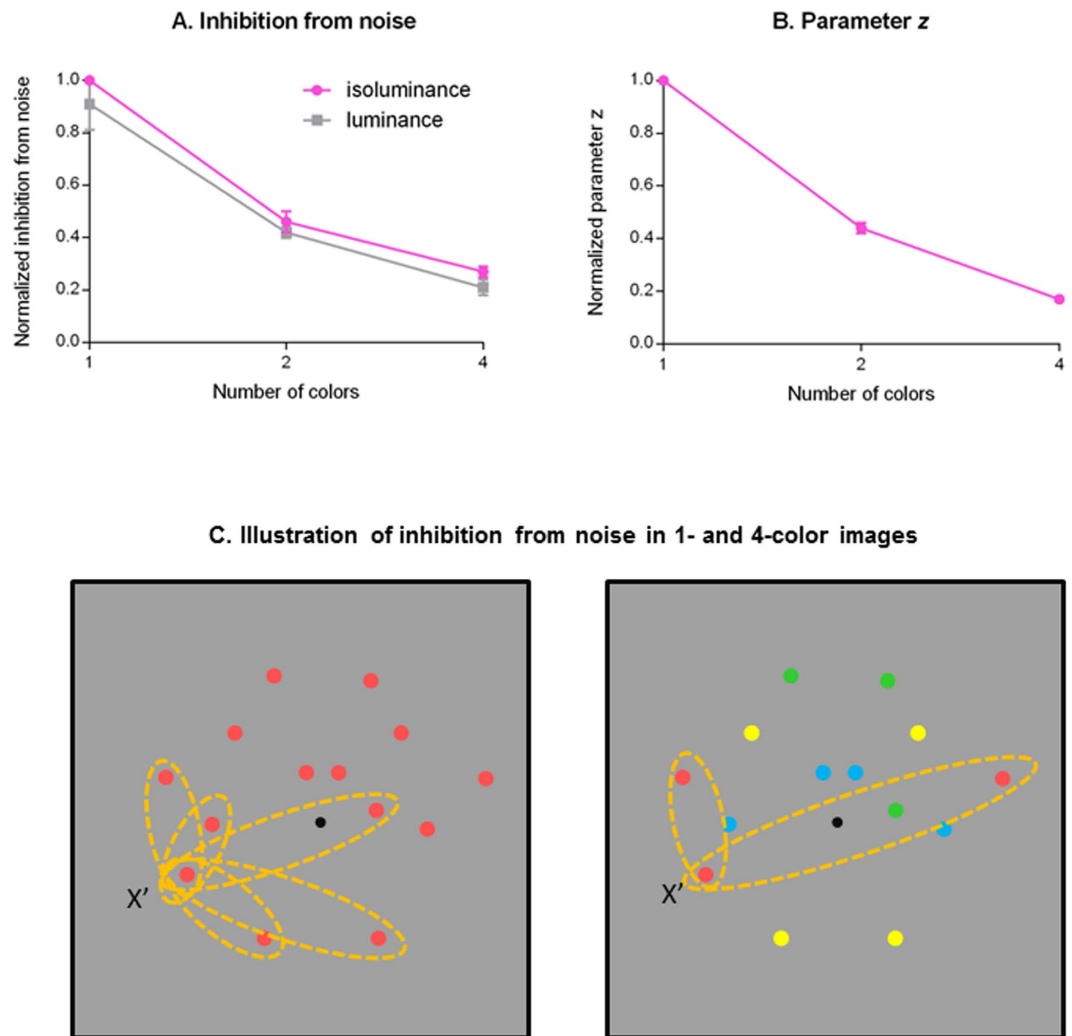 A. Inhibition from noise
B. Parameter z
Normalized inhibition from noise
1.0
0.8
0.6
0.4
0.2
0.0
1
2
4
Number of colors
isoluminance
luminance
Normalized parameter z
1.0
0.8
0.6
0.4
0.2
0.0
1
2
4
Number of colors
C. Illustration of inhibition from noise in 1- and 4-color images
X’
X’